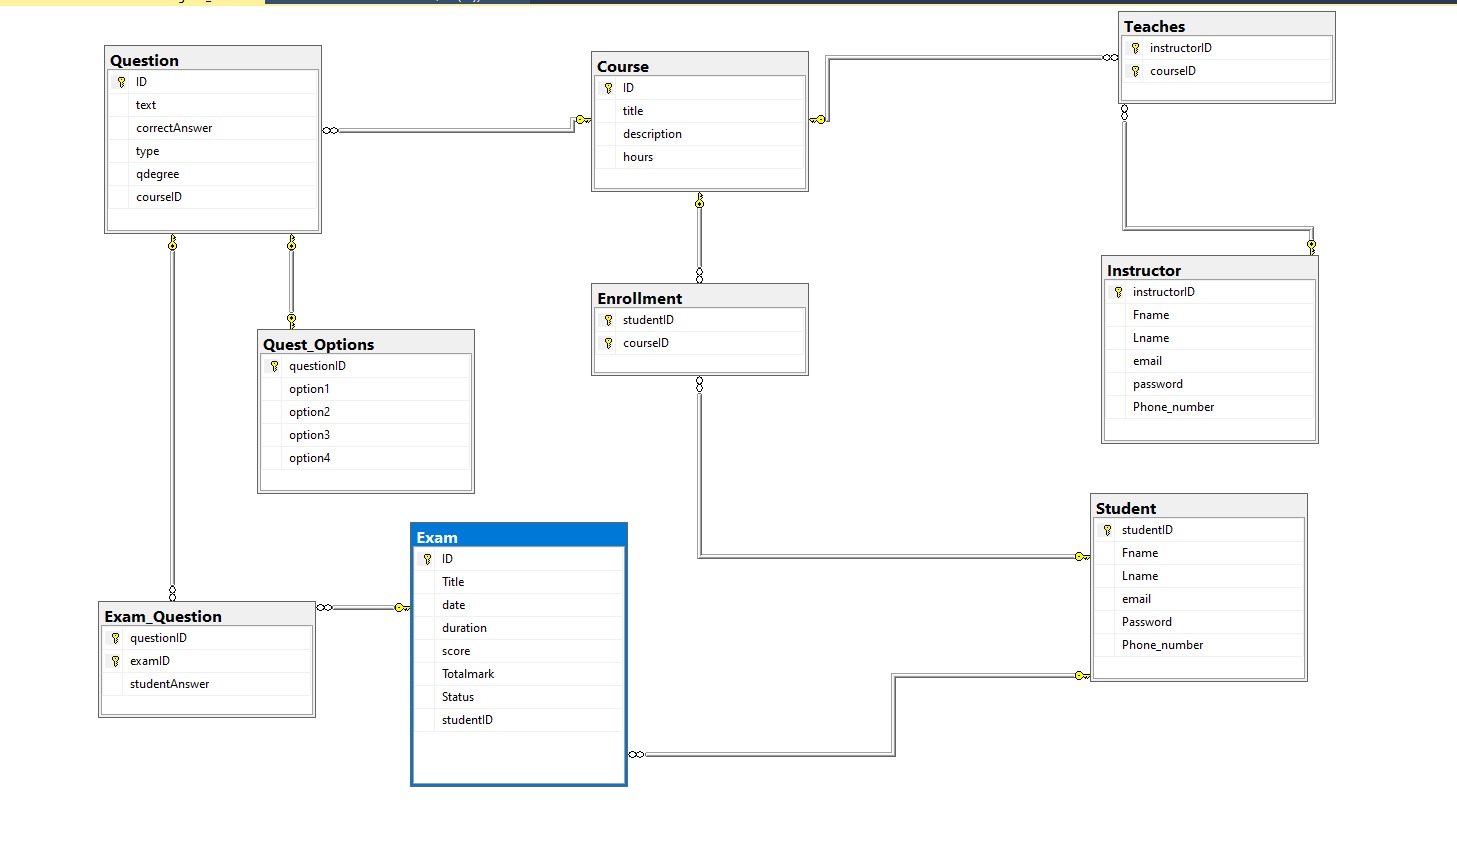 Question
ID
text
correctAnswer
type
qdegree
courseID
Course
ID
title
description
hours
Teaches
instructorID
courseID
Enrollment
studentID
courseID
Instructor
instructorID
Fname
Lname
email
password
Phone_number
Quest_Options
questionID
option1
option2
option3
option4
Exam
ID
Title
date
duration
score
Totalmark
Status
studentID
Student
studentID
Fname
Lname
email
Password
Phone_number
Exam_Question
questionID
examID
studentAnswer